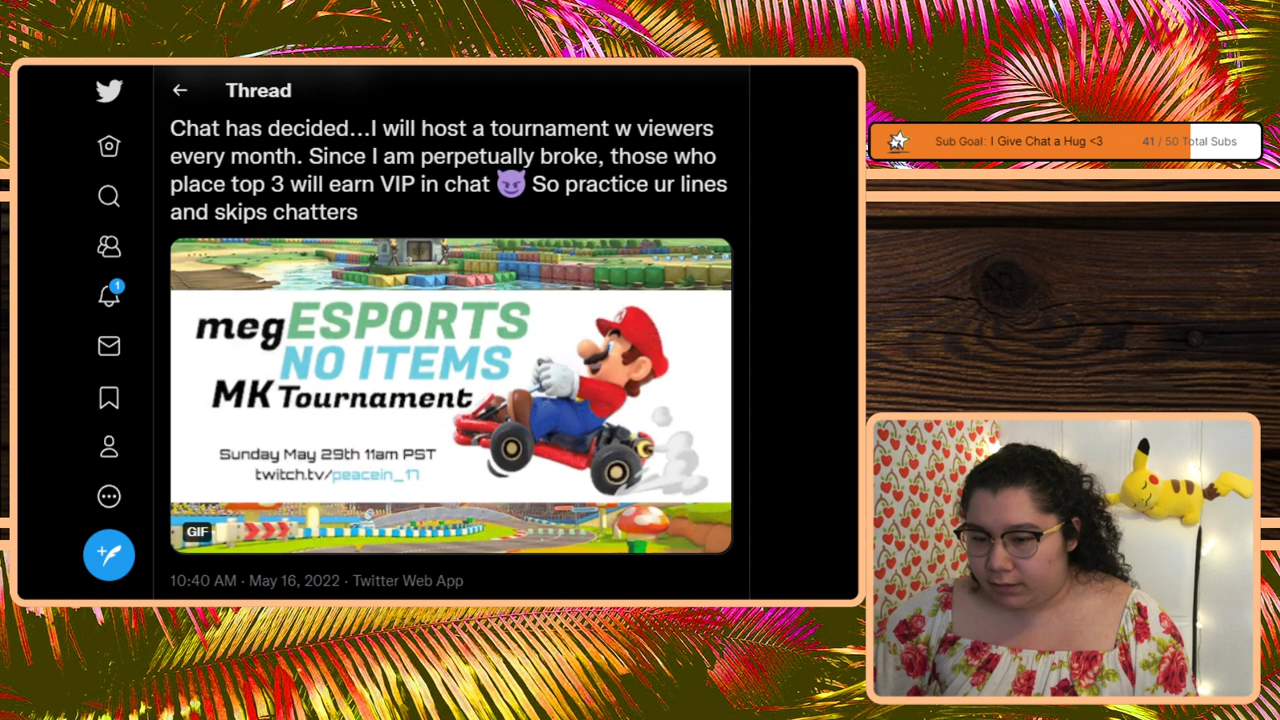 Thread
Chat has decided...I will host a tournament w viewers
every month. Since I am perpetually broke, those who
place top 3 will earn VIP in chat 😈 So practice ur lines
and skips chatters
1
megESPORTS
NO ITEMS
MK Tournament
Sunday May 29th 11am PST
twitch.tv/peacein_17
GIF
10:40 AM · May 16, 2022 · Twitter Web App
Sub Goal: I Give Chat a Hug <3 41 / 50 Total Subs